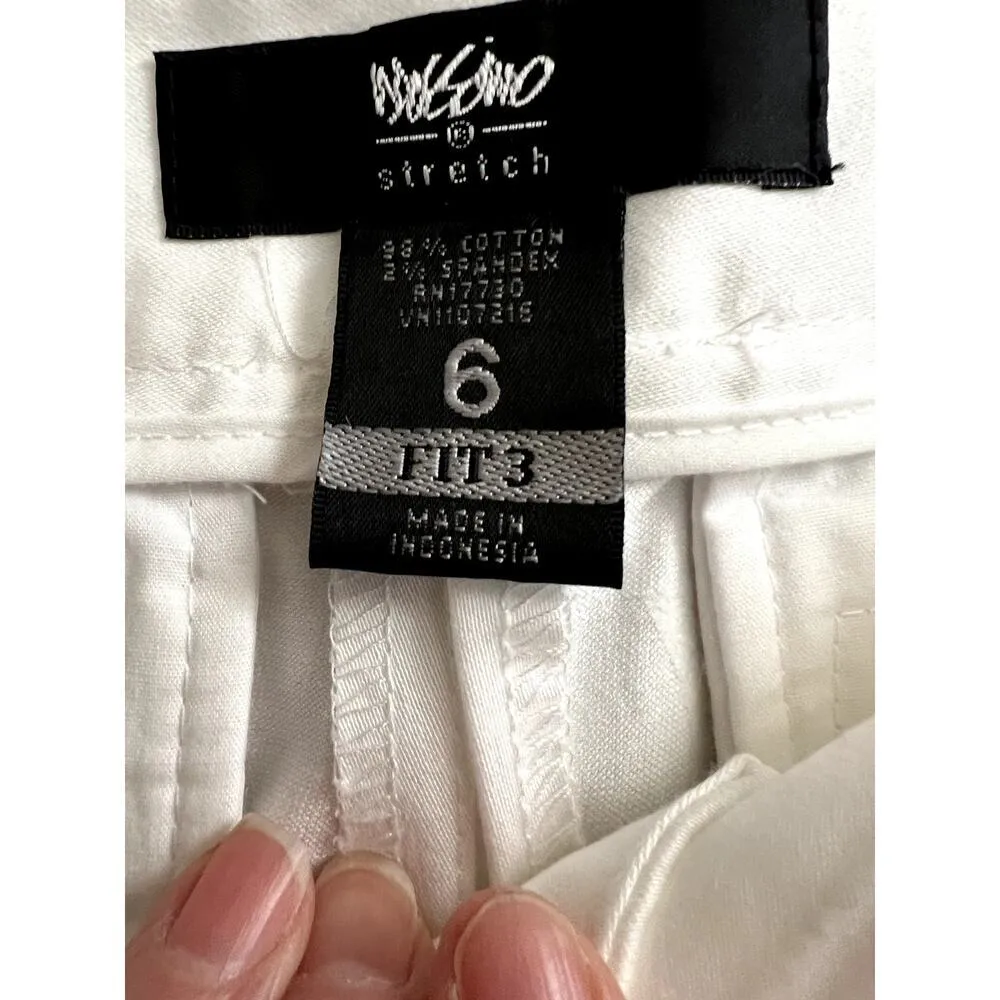 mossimo
®
stretch
98% COTTON
2% SPANDEX
RN17730
VN1107216
6
FIT 3
MADE IN
INDONESIA